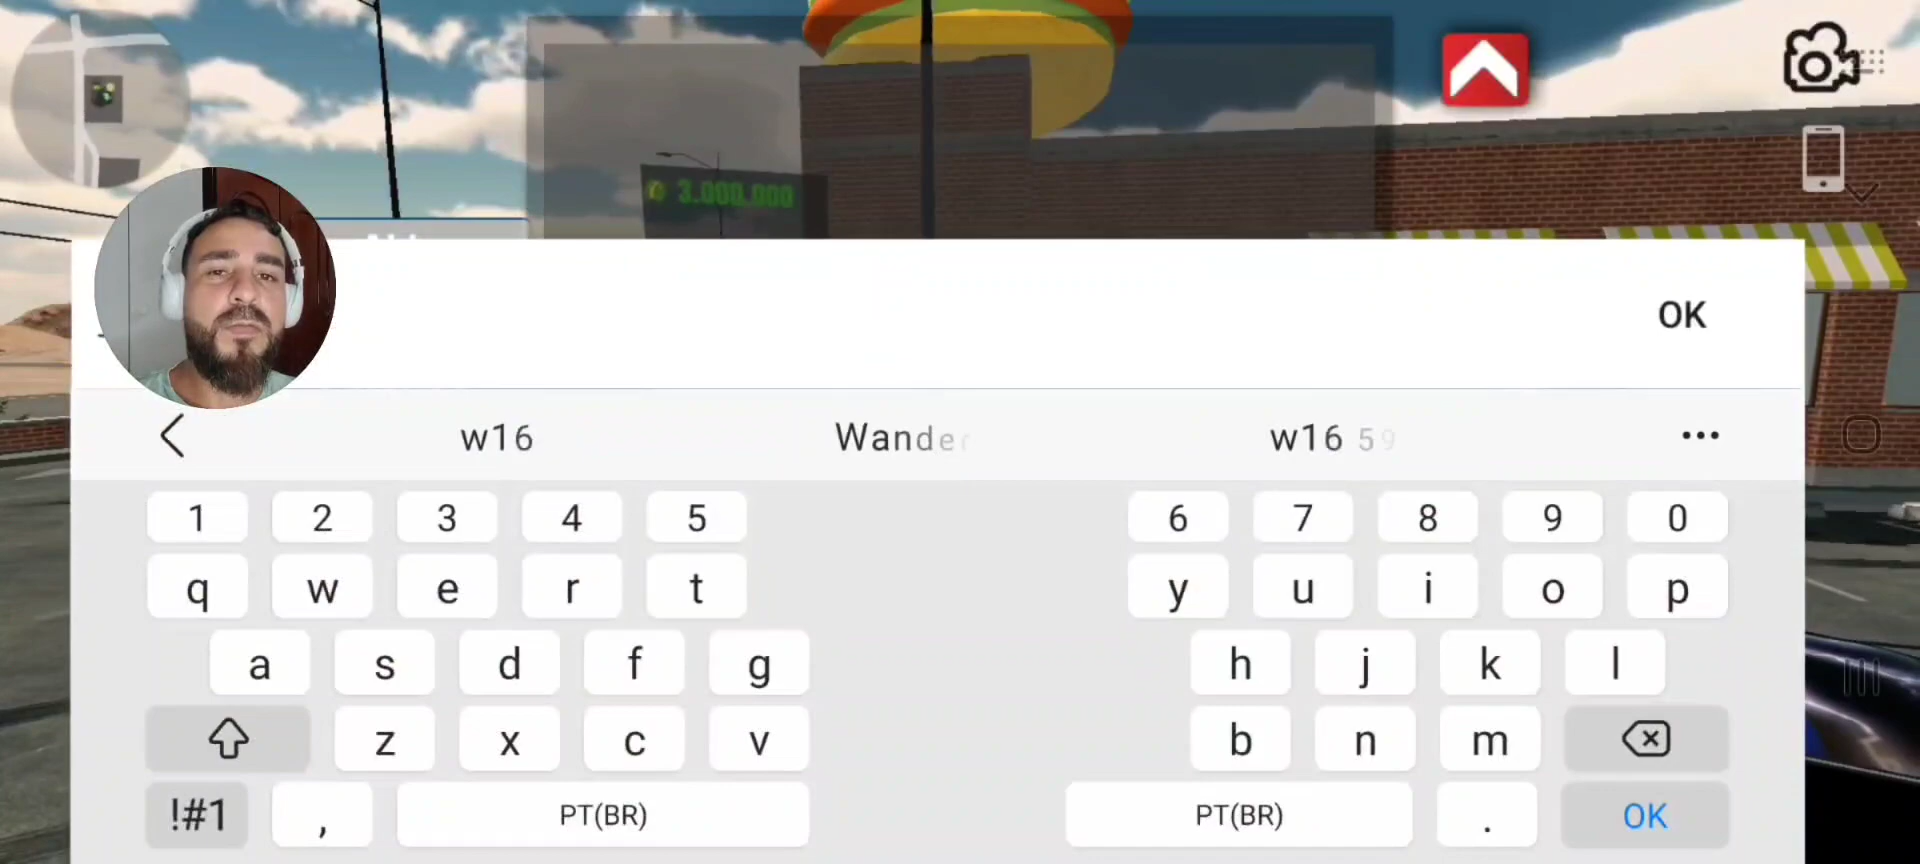 3.000.000
OK
w16 Wander w16 59 •••
1 2 3 4 5 6 7 8 9 0
q w e r t y u i o p
a s d f g h j k l
z x c v b n m
!#1 , PT(BR) PT(BR) . OK